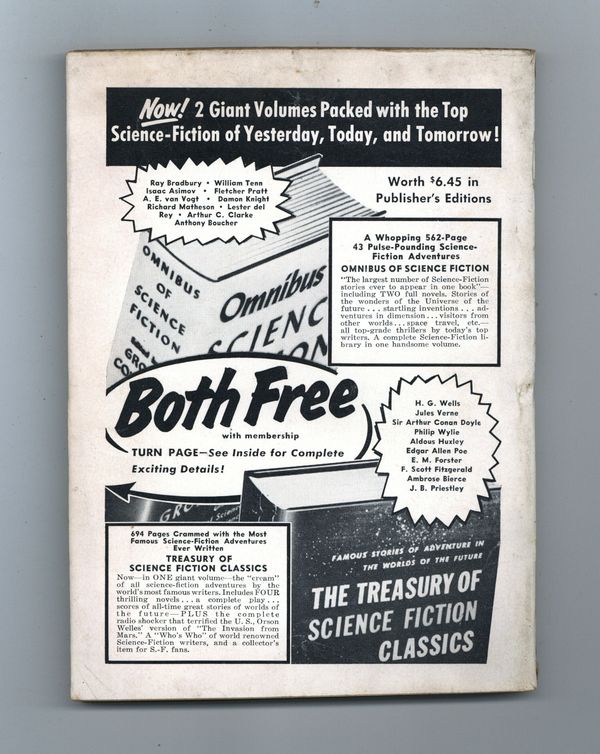 Now! 2 Giant Volumes Packed with the Top
Science-Fiction of Yesterday, Today, and Tomorrow!
Ray Bradbury • William Tenn
Isaac Asimov • Fletcher Pratt
A. E. van Vogt • Damon Knight
Richard Matheson • Lester del
Rey • Arthur C. Clarke
Anthony Boucher
Worth $6.45 in
Publisher's Editions
OMNIBUS
OF
SCIENCE
FICTION
Omnibus
SCIENC
A Whopping 562-Page
43 Pulse-Pounding Science-
Fiction Adventures
OMNIBUS OF SCIENCE FICTION
"The largest number of Science-Fiction
stories ever to appear in one book"—
including TWO full novels. Stories of
the wonders of the Universe of the
future . . . startling inventions . . . ad-
ventures in dimension . . . visitors from
other worlds . . . space travel, etc.—
all top-grade thrillers by today's top
writers. A complete Science-Fiction li-
brary in one handsome volume.
Both Free
with membership
TURN PAGE—See Inside for Complete
Exciting Details!
H. G. Wells
Jules Verne
Sir Arthur Conan Doyle
Philip Wylie
Aldous Huxley
Edgar Allen Poe
E. M. Forster
F. Scott Fitzgerald
Ambrose Bierce
J. B. Priestley
694 Pages Crammed with the Most
Famous Science-Fiction Adventures
Ever Written
TREASURY OF
SCIENCE FICTION CLASSICS
Now—in ONE giant volume—the "cream"
of all science-fiction adventures by the
world's most famous writers. Includes FOUR
thrilling novels . . . a complete play . . .
scores of all-time great stories of worlds of
the future—PLUS the complete
radio shocker that terrified the U. S., Orson
Welles' version of "The Invasion from
Mars." A "Who's Who" of world renowned
Science-Fiction writers, and a collector's
item for S.-F. fans.
FAMOUS STORIES OF ADVENTURE IN
THE WORLDS OF THE FUTURE
THE TREASURY OF
SCIENCE FICTION
CLASSICS